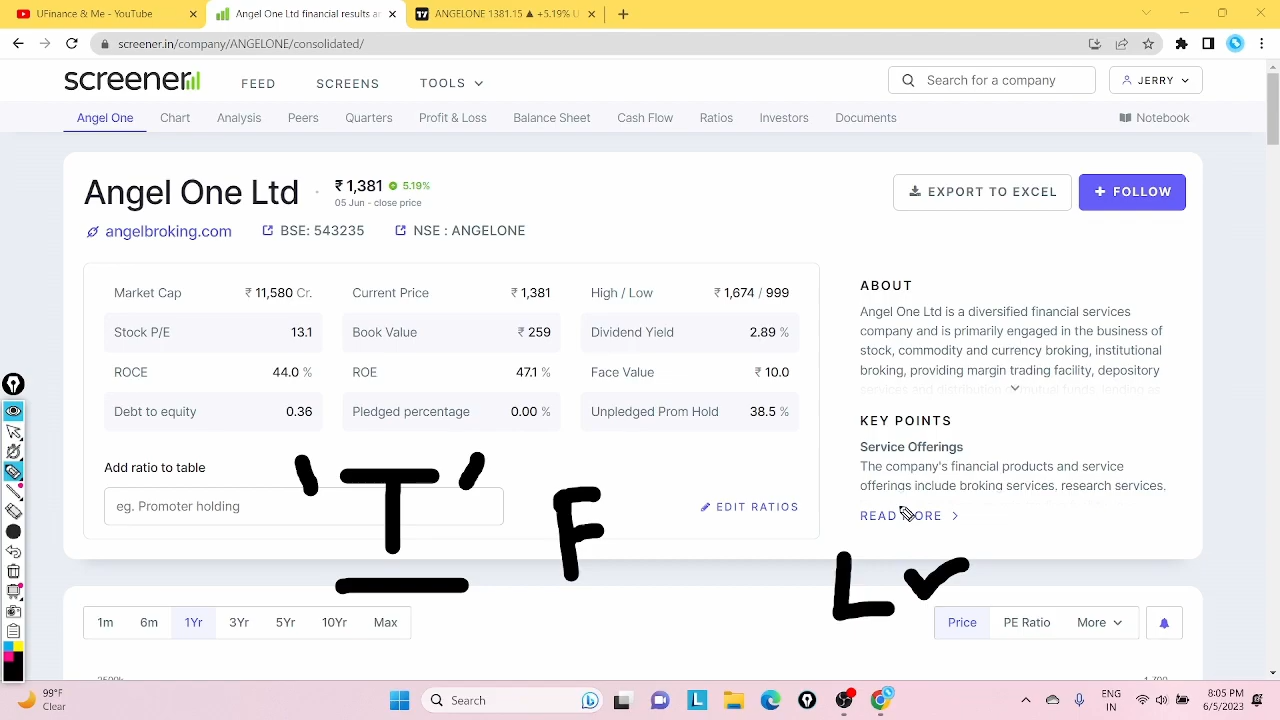 UFinance & Me - YouTube
Angel One Ltd financial results a
ANGELONE 1381.15 ▲ +5.19% U
screener.in/company/ANGELONE/consolidated/
screener
FEED SCREENS TOOLS
Search for a company
JERRY
Angel One Chart Analysis Peers Quarters Profit & Loss Balance Sheet Cash Flow Ratios Investors Documents Notebook
Angel One Ltd
₹ 1,381 5.19%
05 Jun - close price
EXPORT TO EXCEL
+ FOLLOW
angelbroking.com BSE: 543235 NSE : ANGELONE
Market Cap ₹ 11,580 Cr. Current Price ₹ 1,381 High / Low ₹ 1,674 / 999
Stock P/E 13.1 Book Value ₹ 259 Dividend Yield 2.89 %
ROCE 44.0 % ROE 47.1 % Face Value ₹ 10.0
Debt to equity 0.36 Pledged percentage 0.00 % Unpledged Prom Hold 38.5 %
Add ratio to table
eg. Promoter holding
EDIT RATIOS
ABOUT
Angel One Ltd is a diversified financial services
company and is primarily engaged in the business of
stock, commodity and currency broking, institutional
broking, providing margin trading facility, depository
services and distribution of mutual funds, lending as
KEY POINTS
Service Offerings
The company's financial products and service
offerings include broking services, research services,
READ MORE
'T' F
L✓
1m 6m 1Yr 3Yr 5Yr 10Yr Max
Price PE Ratio More
99°F
Clear
Search
ENG
IN
8:05 PM
6/5/2023